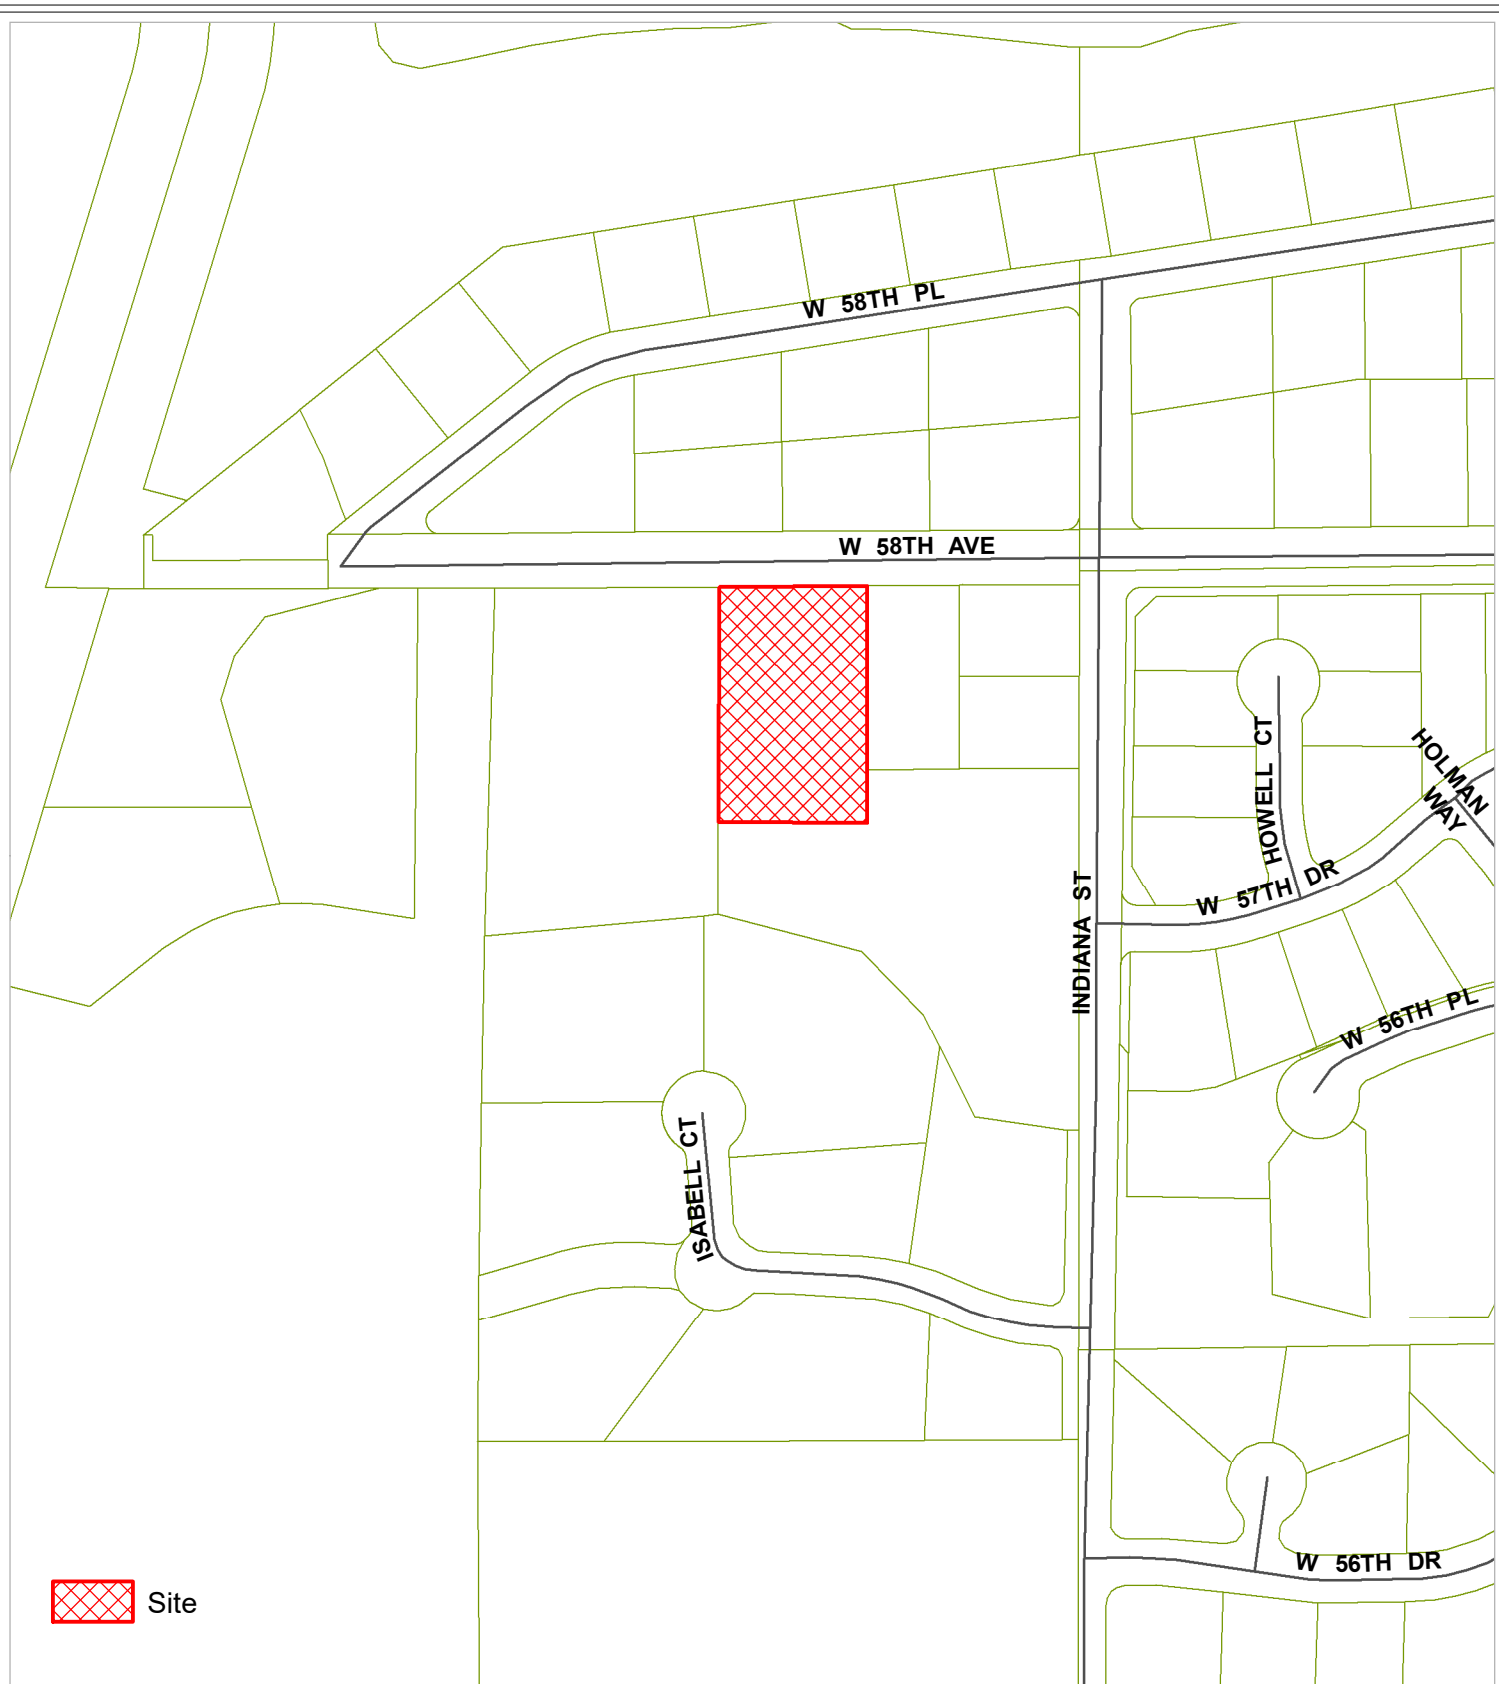 W 58TH PL
W 58TH AVE
HOLMAN
WAY
HOWELL CT
W 57TH DR
INDIANA ST
W 56TH PL
ISABELL CT
W 56TH DR
Site